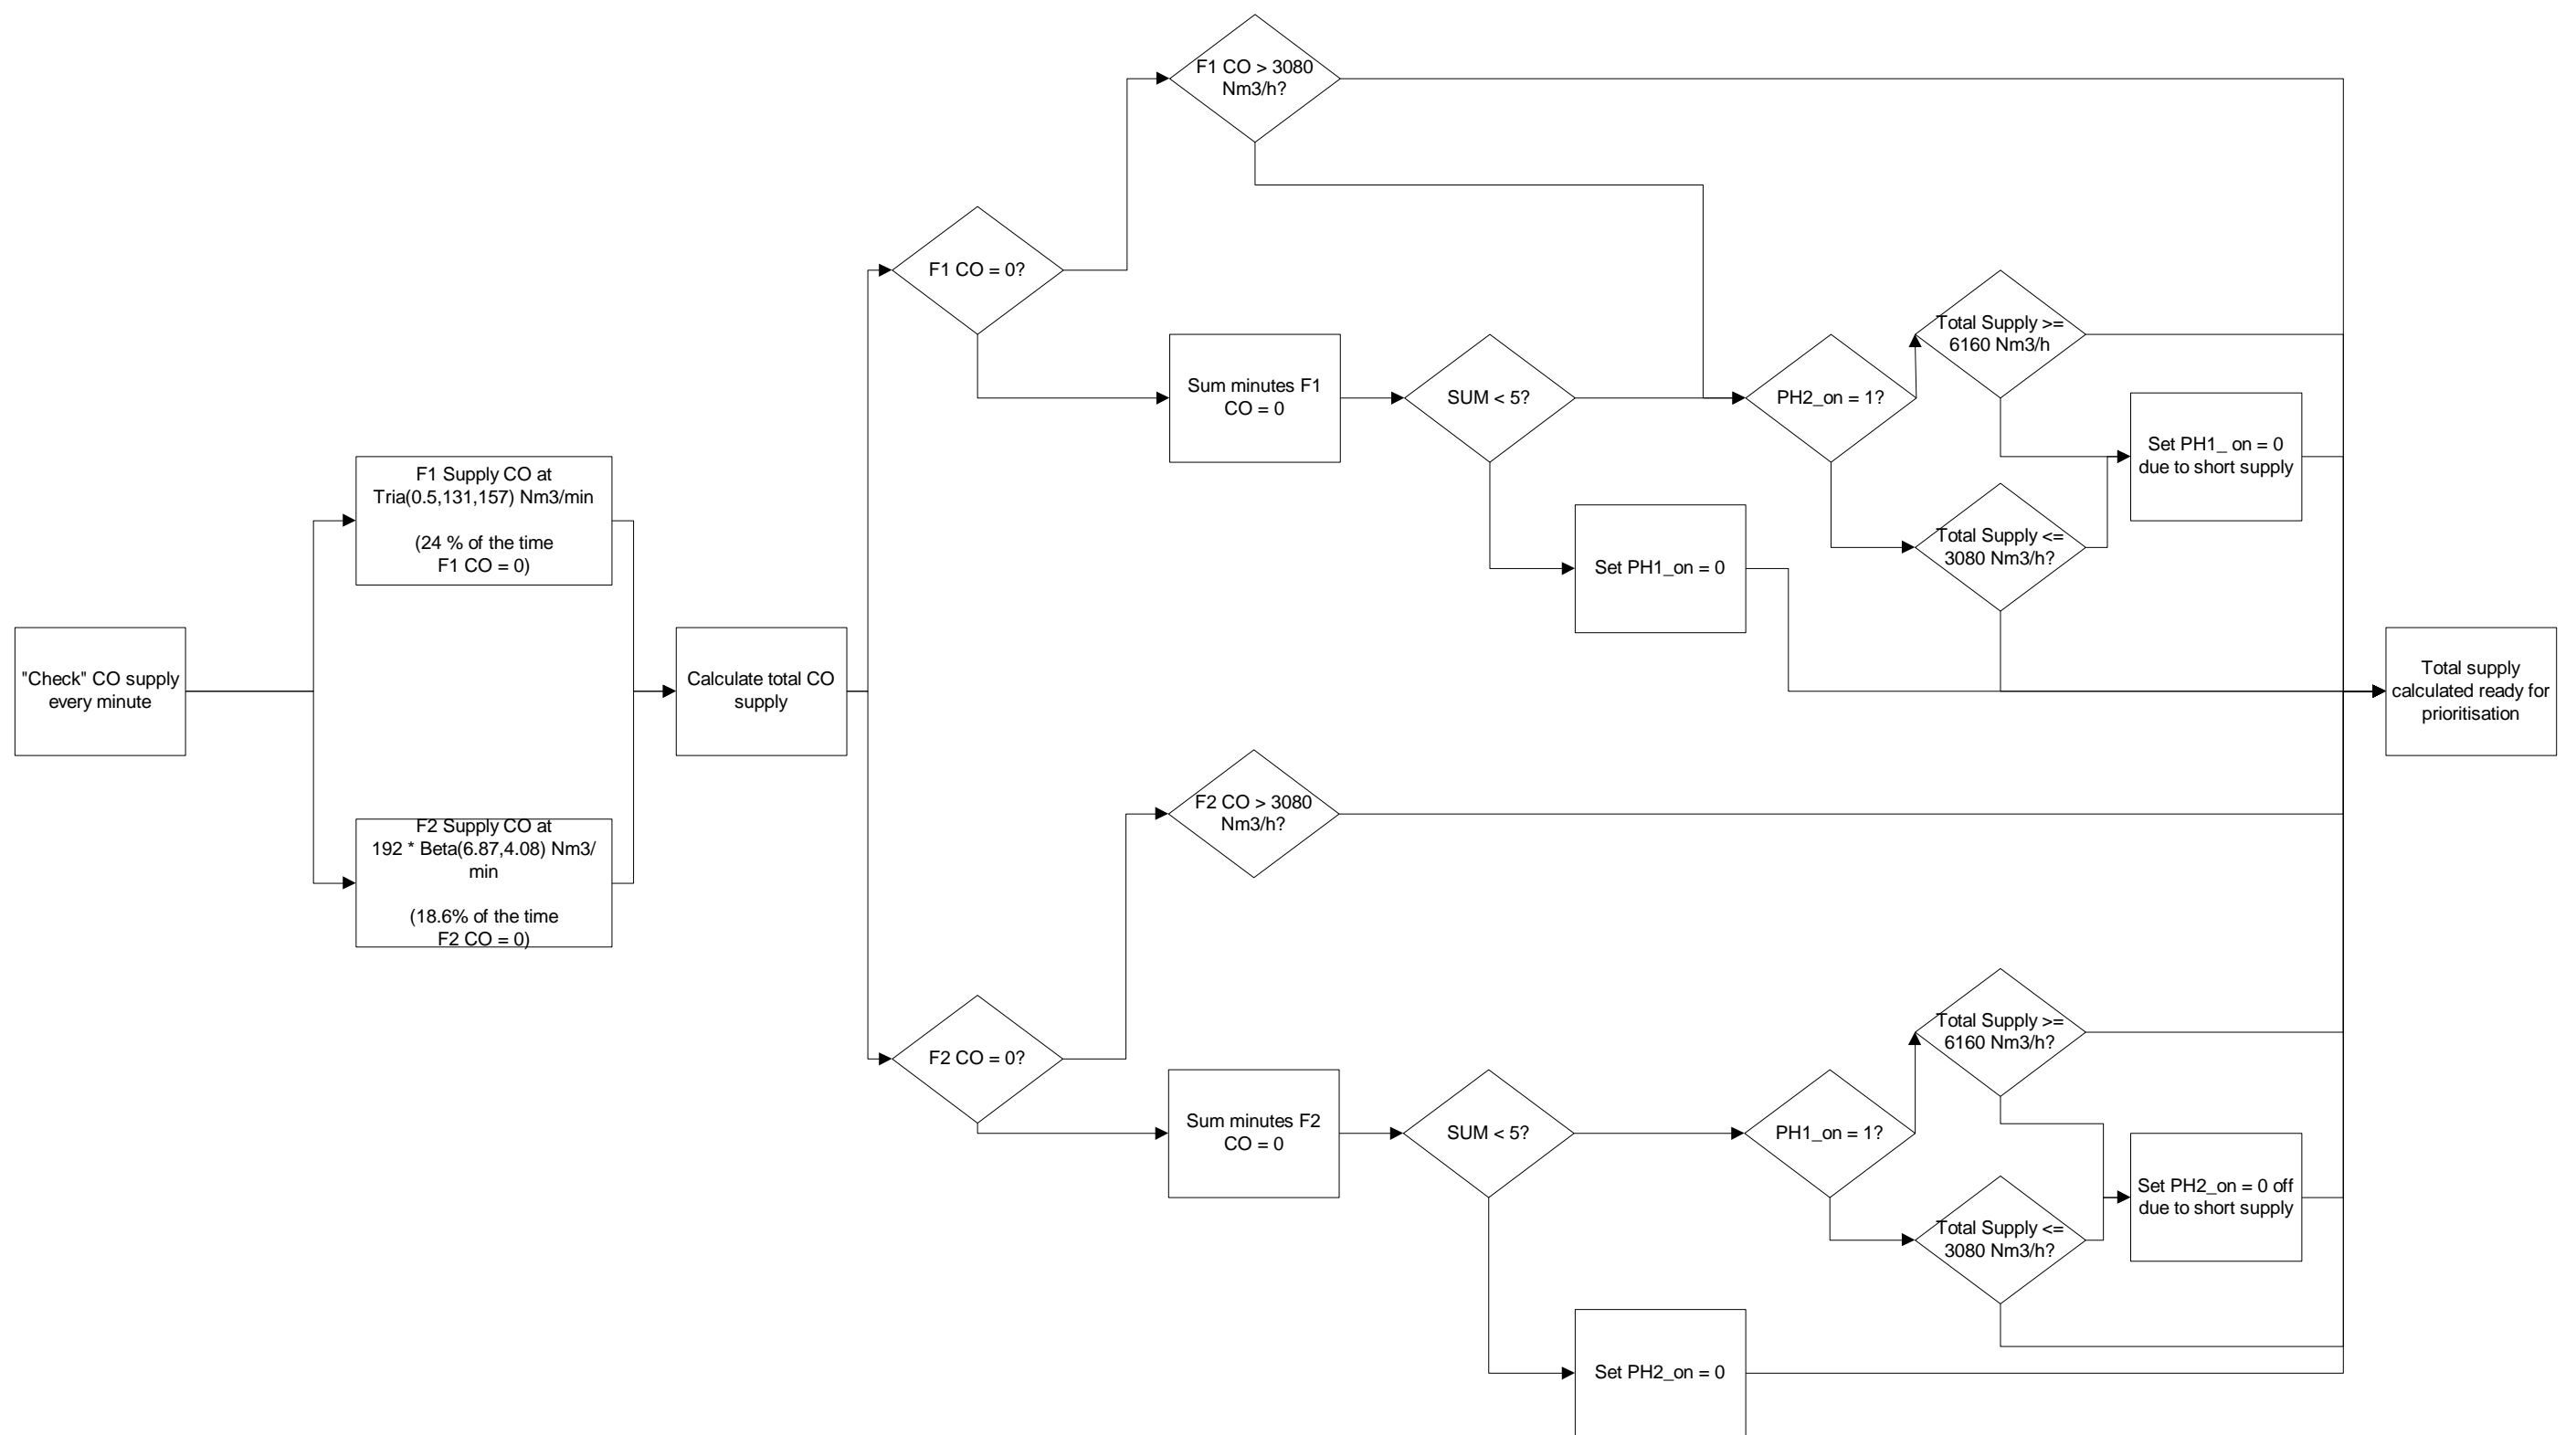 F1 CO > 3080
Nm3/h?
F1 CO = 0?
Total Supply >=
6160 Nm3/h
Sum minutes F1
CO = 0
SUM < 5?
PH2_on = 1?
Set PH1_ on = 0
due to short supply
F1 Supply CO at
Tria(0.5,131,157) Nm3/min
(24 % of the time
F1 CO = 0)
Total Supply <=
3080 Nm3/h?
Set PH1_on = 0
"Check" CO supply
every minute
Calculate total CO
supply
Total supply
calculated ready for
prioritisation
F2 CO > 3080
Nm3/h?
F2 Supply CO at
192 * Beta(6.87,4.08) Nm3/
min
(18.6% of the time
F2 CO = 0)
F2 CO = 0?
Total Supply >=
6160 Nm3/h?
Sum minutes F2
CO = 0
SUM < 5?
PH1_on = 1?
Set PH2_on = 0 off
due to short supply
Total Supply <=
3080 Nm3/h?
Set PH2_on = 0